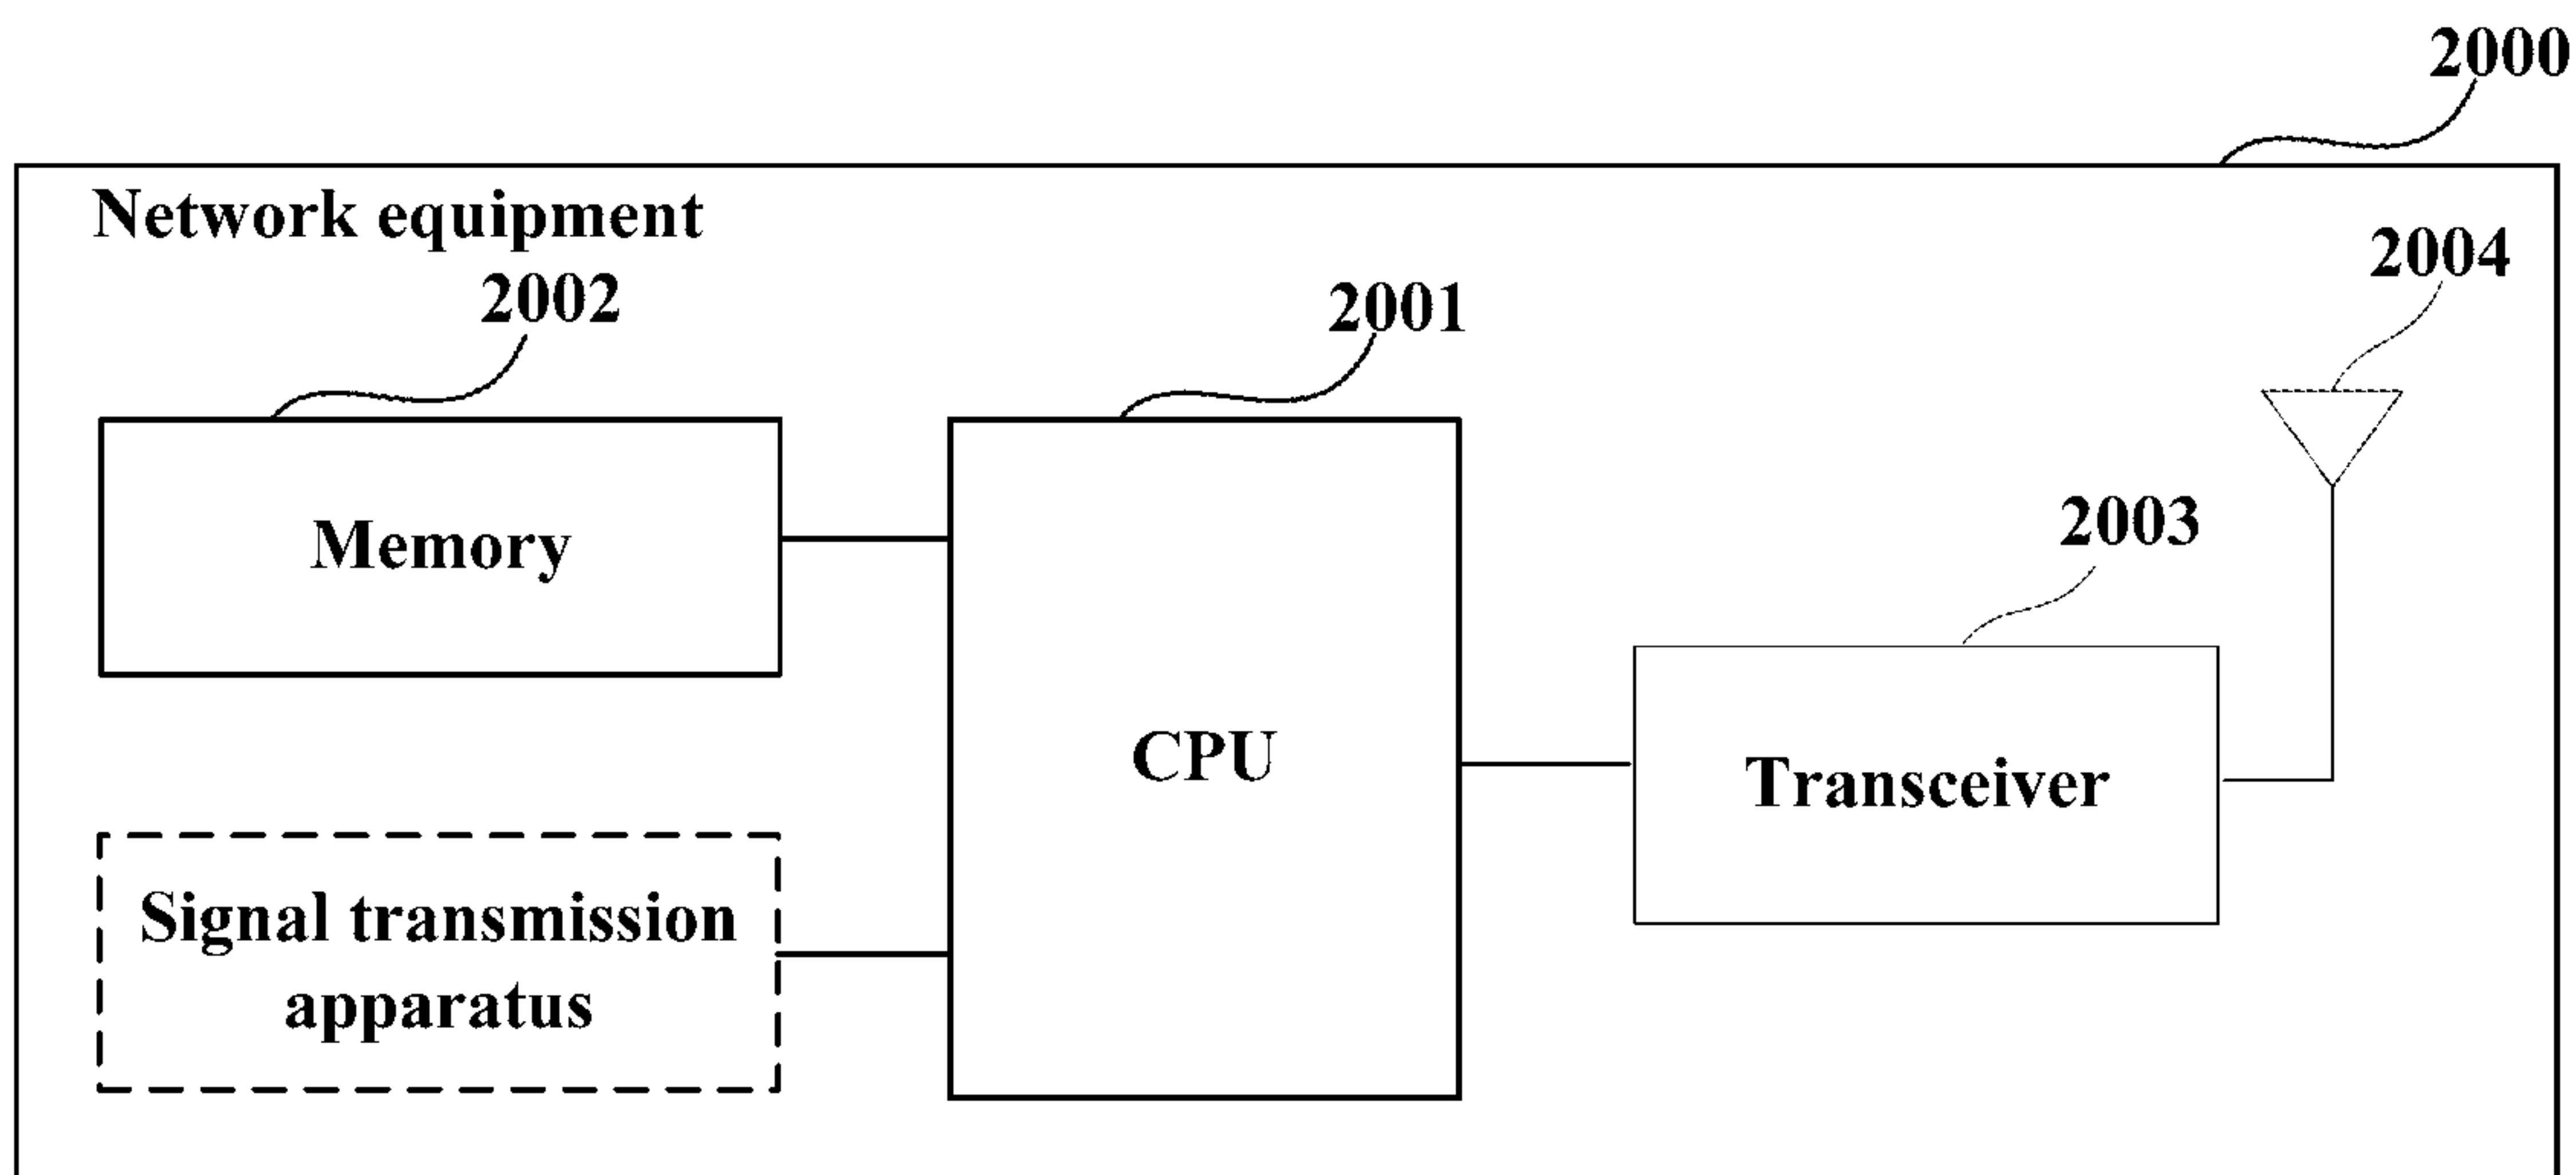 2000
Network equipment
2004
2002
2001
2003
Memory
CPU
Transceiver
Signal transmission
apparatus